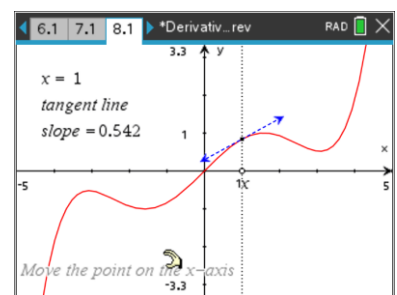 6.1 7.1 8.1 *Derivativ...rev RAD
3.3 y
x = 1
tangent line
slope =0.542
1
x
-5 1x 5
Move the point on the x-axis
-3.3